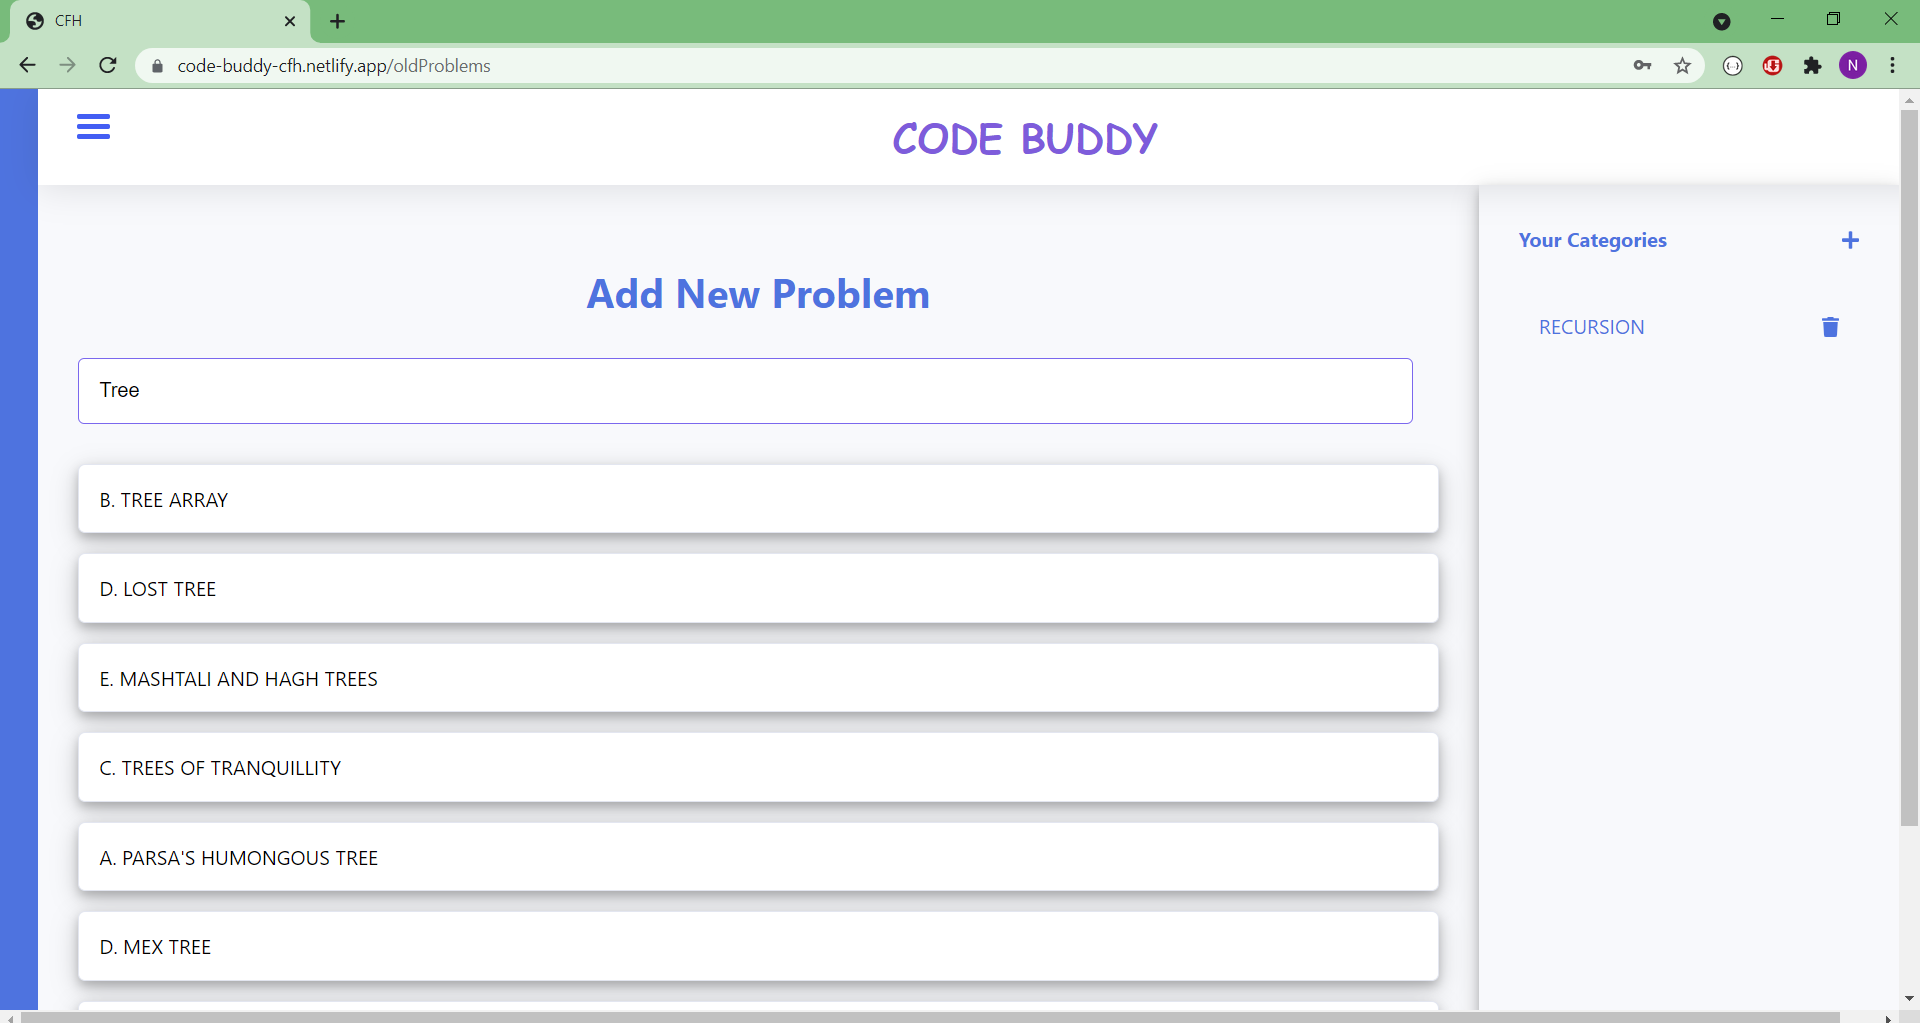 CFH
code-buddy-cfh.netlify.app/oldProblems
N
CODE BUDDY
Your Categories
RECURSION
Add New Problem
Tree
B. TREE ARRAY
D. LOST TREE
E. MASHTALI AND HAGH TREES
C. TREES OF TRANQUILLITY
A. PARSA'S HUMONGOUS TREE
D. MEX TREE